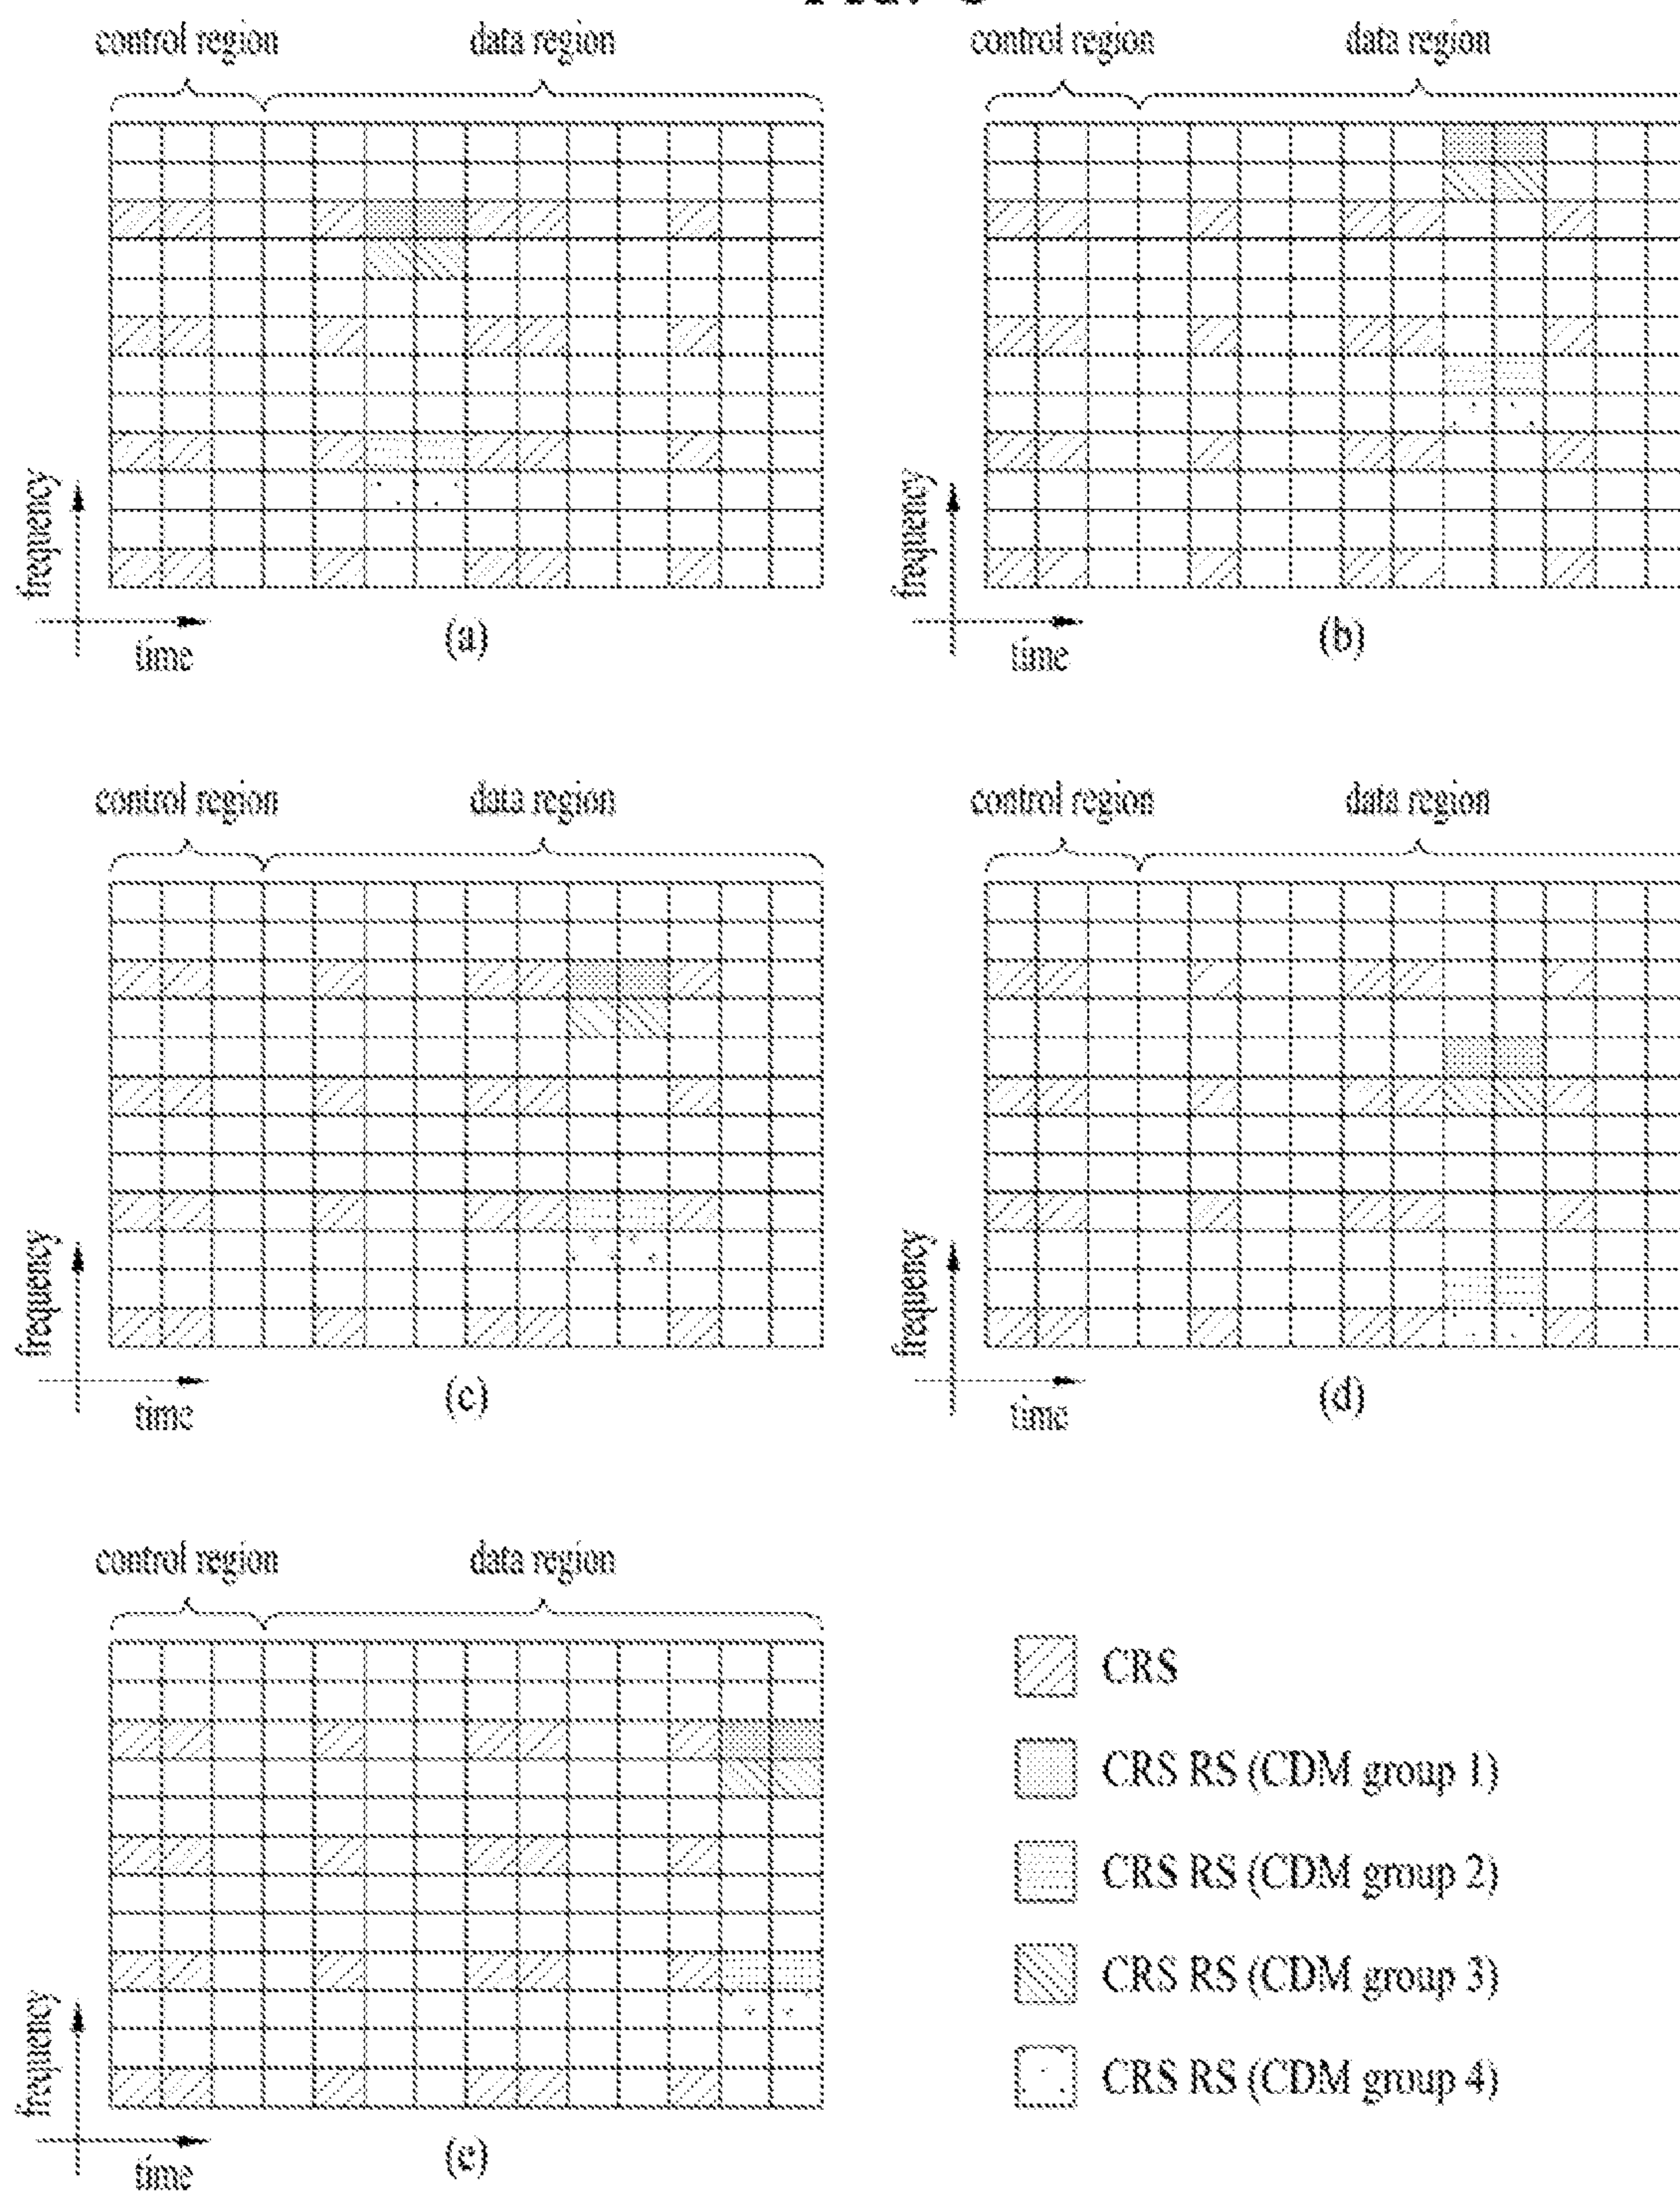 control region
data region
control region
data region
frequency
time
(a)
frequency
time
(b)
control region
data region
control region
data region
frequency
time
(c)
frequency
time
(d)
control region
data region
frequency
time
(e)
CRS
CRS RS (CDM group 1)
CRS RS (CDM group 2)
CRS RS (CDM group 3)
CRS RS (CDM group 4)